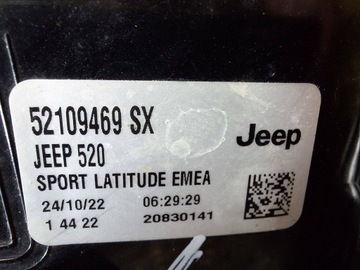 52109469 SX
JEEP 520
Jeep
SPORT LATITUDE EMEA
24/10/22 06:29:29
1 44 22 20830141